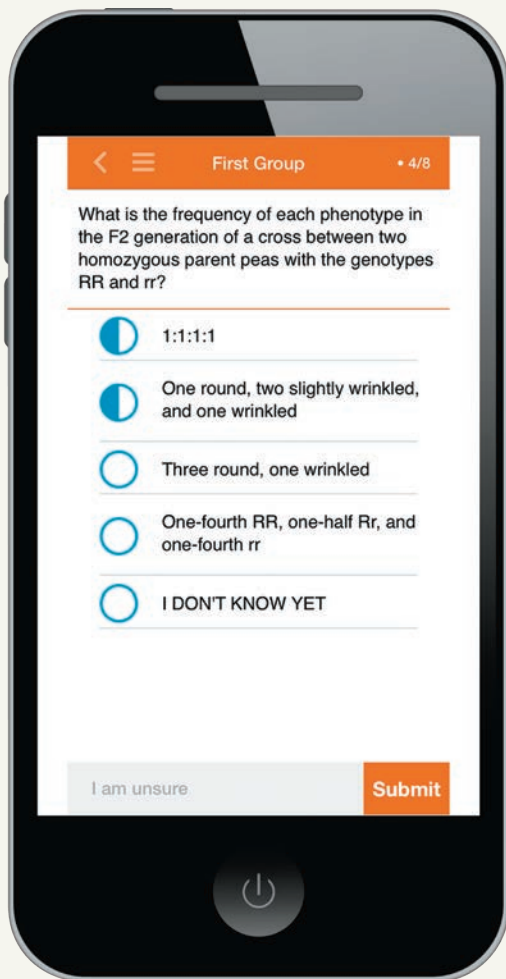 First Group • 4/8
What is the frequency of each phenotype in
the F2 generation of a cross between two
homozygous parent peas with the genotypes
RR and rr?
1:1:1:1
One round, two slightly wrinkled,
and one wrinkled
Three round, one wrinkled
One-fourth RR, one-half Rr, and
one-fourth rr
I DON'T KNOW YET
I am unsure Submit